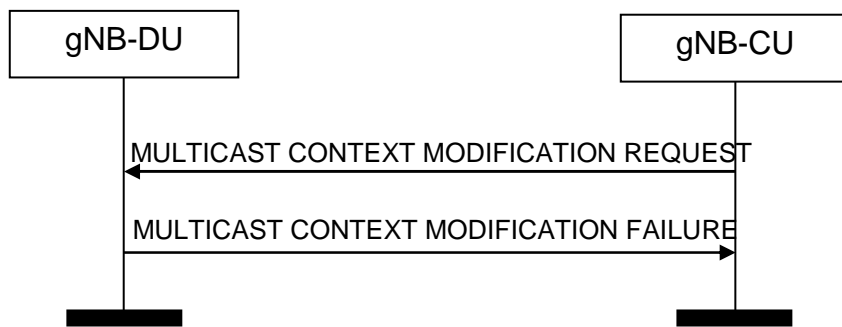 gNB-DU
gNB-CU
MULTICAST CONTEXT MODIFICATION REQUEST
MULTICAST CONTEXT MODIFICATION FAILURE